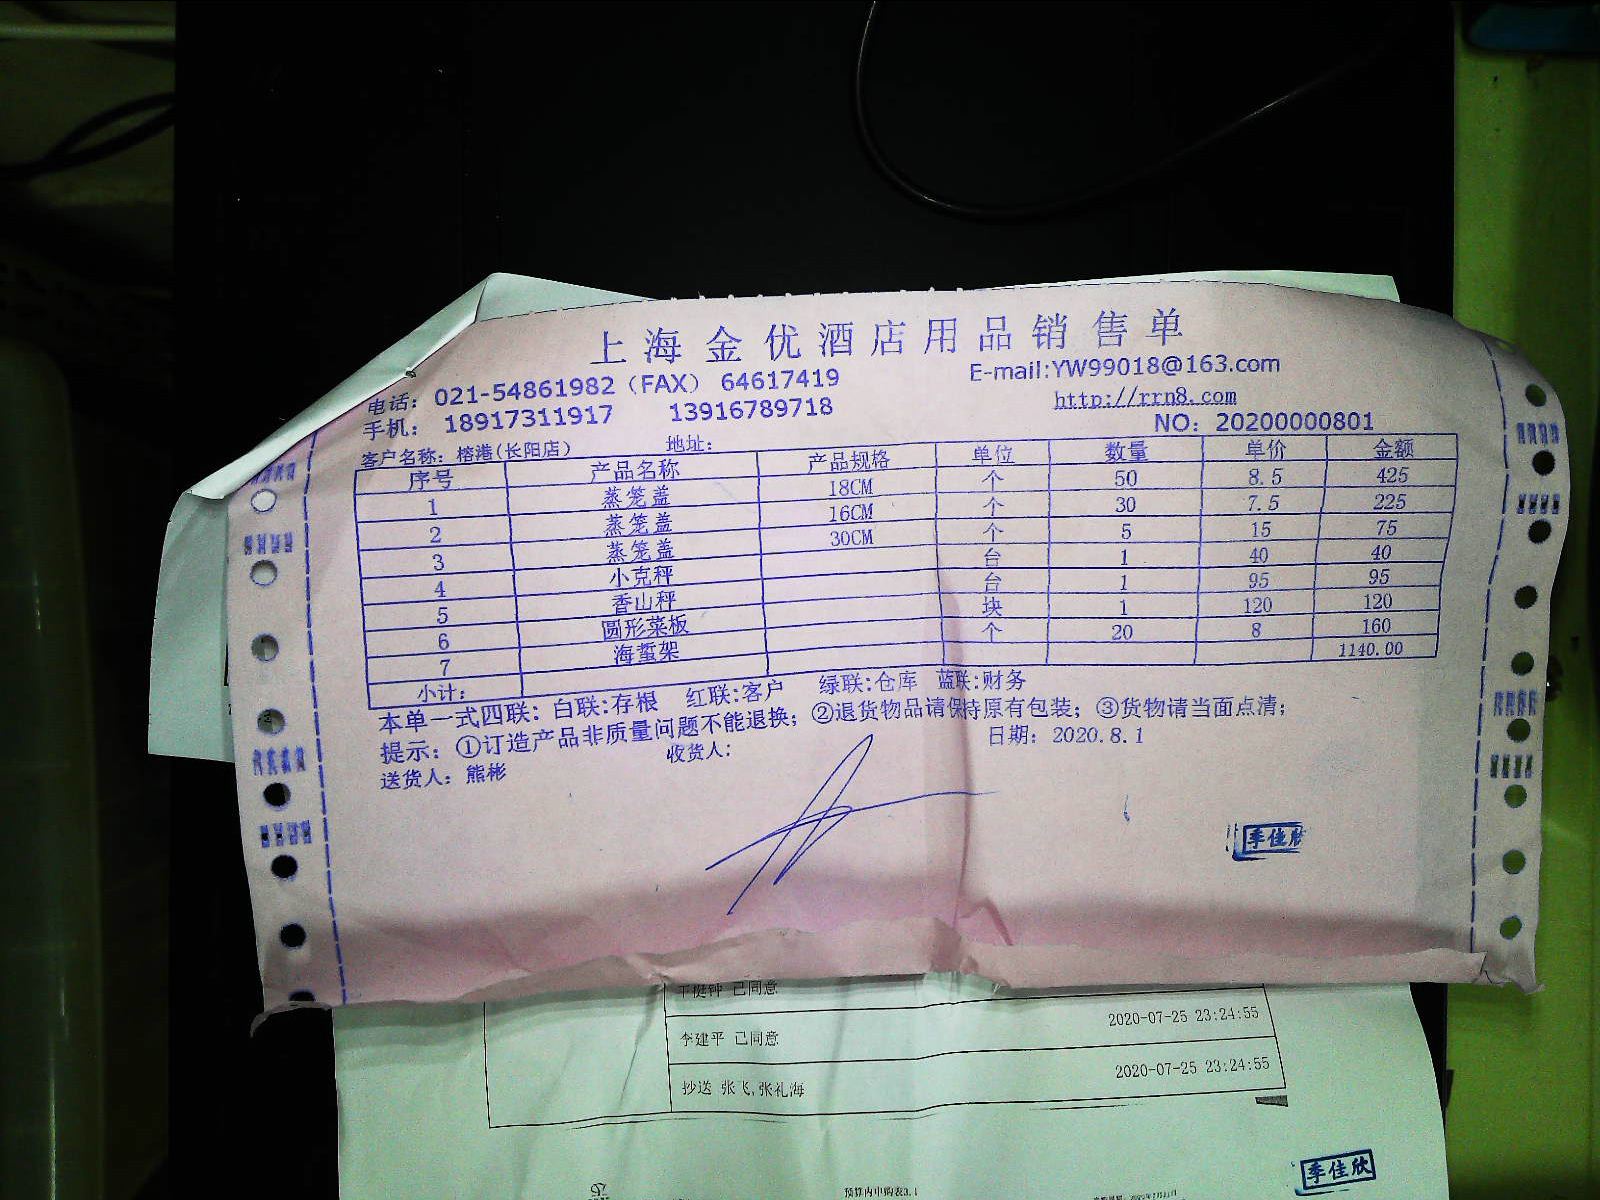 上海金优酒店用品销售单
电话：021-54861982（FAX） 64617419 E-mail:YW99018@163.com
手机：18917311917 13916789718 http://rrn8.com
NO：20200000801
客户名称：榕港(长阳店) 地址：
序号 产品名称 产品规格 单位 数量 单价 金额
1 蒸笼盖 18CM 个 50 8.5 425
2 蒸笼盖 16CM 个 30 7.5 225
3 蒸笼盖 30CM 个 5 15 75
4 小克秤 台 1 40 40
5 香山秤 台 1 95 95
6 圆形菜板 块 1 120 120
7 海蜇架 个 20 8 160
小计： 1140.00
本单一式四联：白联:存根 红联:客户 绿联:仓库 蓝联:财务
提示：①订造产品非质量问题不能退换；②退货物品请保持原有包装；③货物请当面点清；
送货人：熊彬 收货人： 日期：2020.8.1
季佳欣
已同意
2020-07-25 23:24:55
李建平 已同意
2020-07-25 23:24:55
抄送 张飞,张礼海
季佳欣
预算内申购表3.1